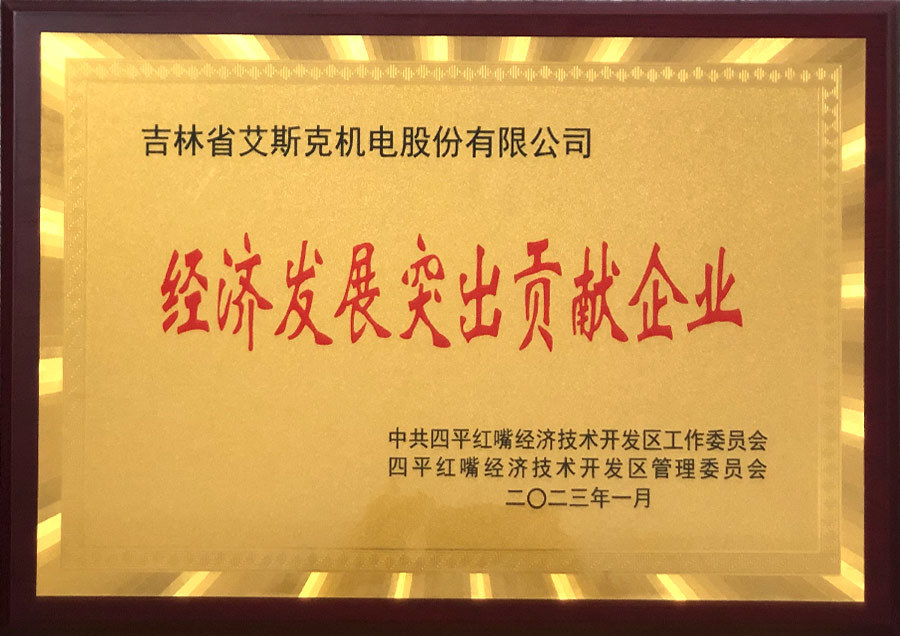 吉林省艾斯克机电股份有限公司
经济发展突出贡献企业
中共四平红嘴经济技术开发区工作委员会
四平红嘴经济技术开发区管理委员会
二〇二三年一月